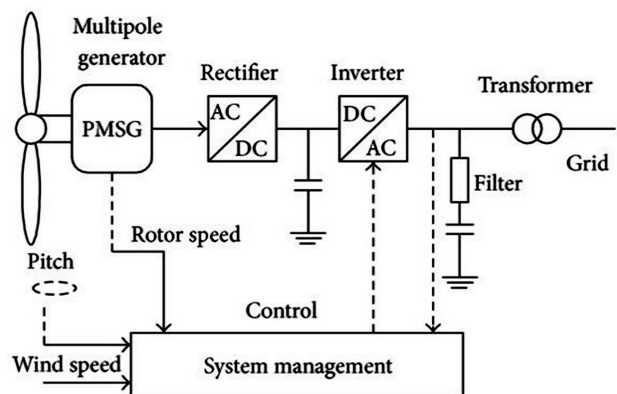 Multipole
generator
Rectifier
Inverter
Transformer
PMSG
AC
DC
DC
AC
Grid
Filter
Rotor speed
Pitch
Control
Wind speed
System management